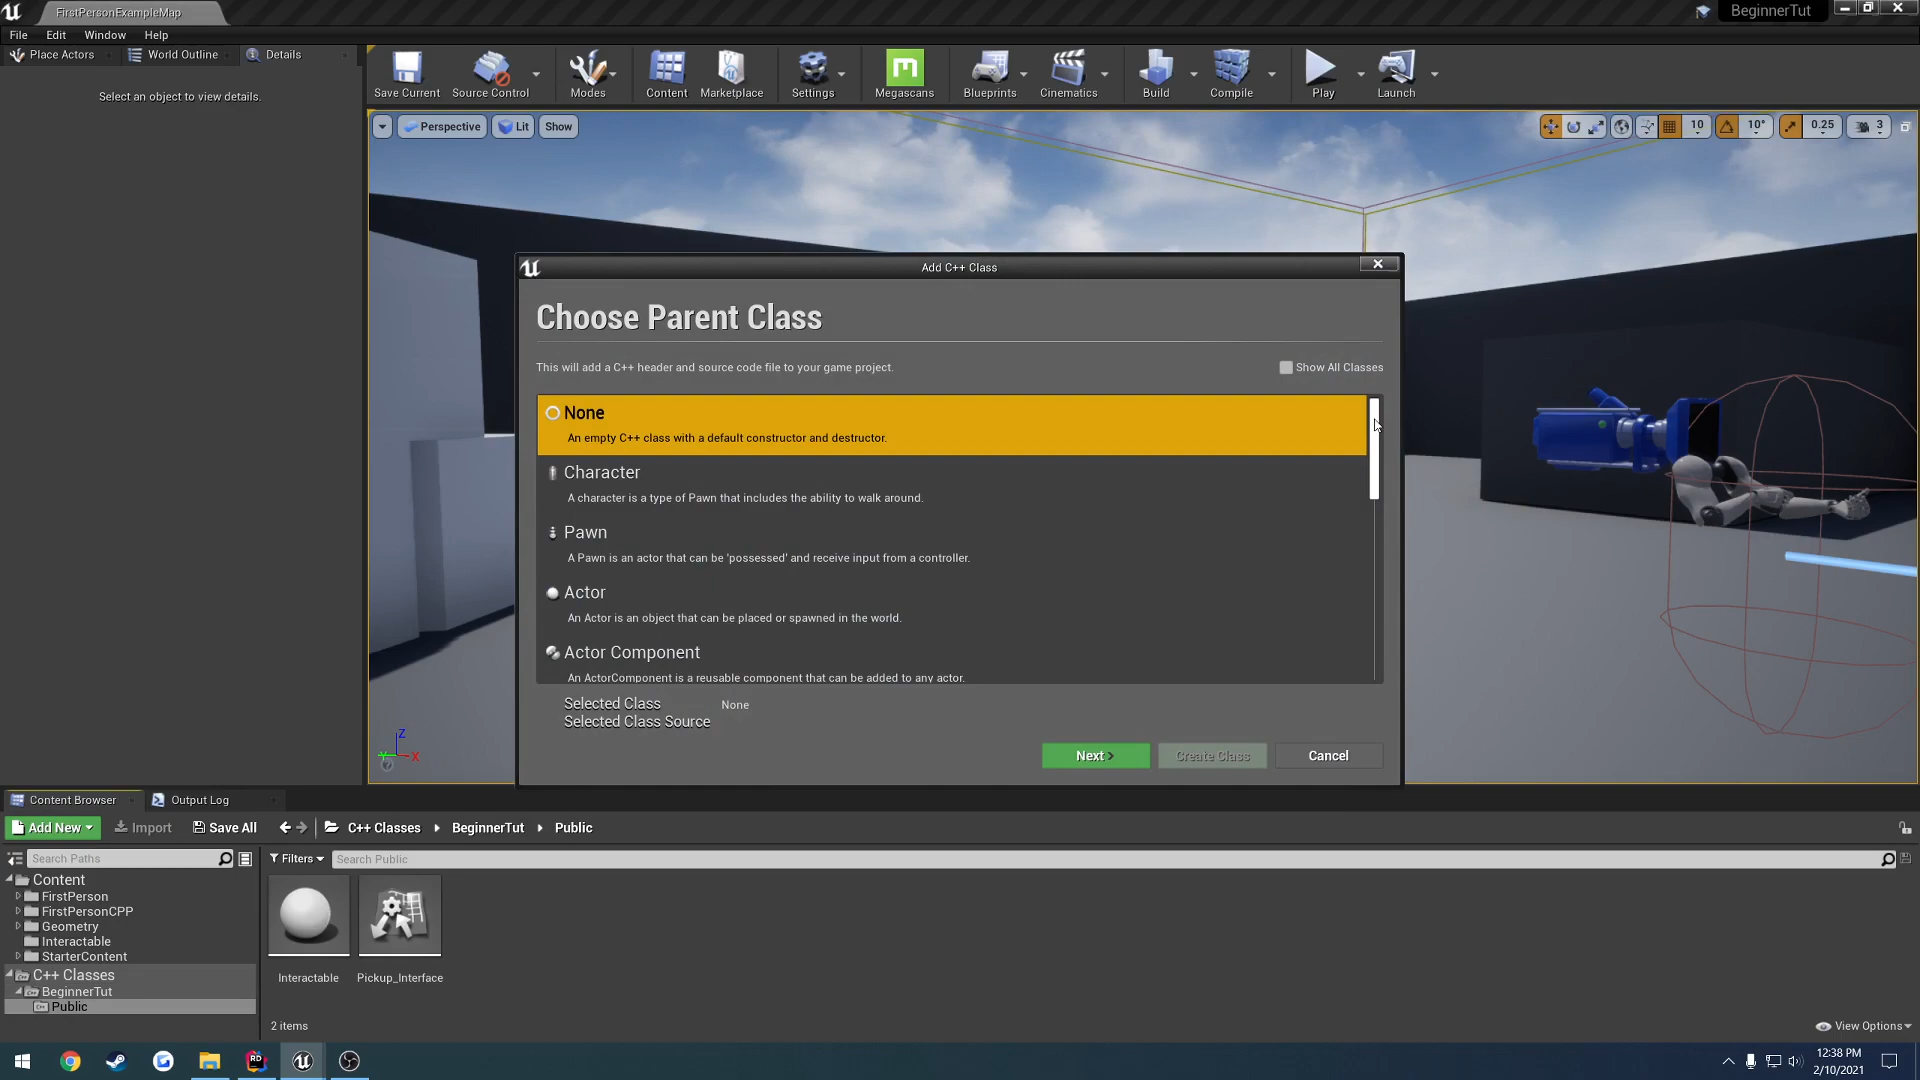 FirstPersonExampleMap
BeginnerTut
File Edit Window Help
Place Actors World Outline Details
Select an object to view details.
Save Current Source Control Modes Content Marketplace Settings Megascans Blueprints Cinematics Build Compile Play Launch
Perspective Lit Show
10 10° 0.25 3
Add C++ Class
Choose Parent Class
This will add a C++ header and source code file to your game project.
Show All Classes
None
An empty C++ class with a default constructor and destructor.
Character
A character is a type of Pawn that includes the ability to walk around.
Pawn
A Pawn is an actor that can be 'possessed' and receive input from a controller.
Actor
An Actor is an object that can be placed or spawned in the world.
Actor Component
An ActorComponent is a reusable component that can be added to any actor.
Selected Class None
Selected Class Source
Next > Create Class Cancel
Z
Y X
Content Browser Output Log
Add New Import Save All C++ Classes BeginnerTut Public
Search Paths
Filters Search Public
Content
FirstPerson
FirstPersonCPP
Geometry
Interactable
StarterContent
C++ Classes
BeginnerTut
Public
Interactable Pickup_Interface
2 items
View Options
12:38 PM
2/10/2021